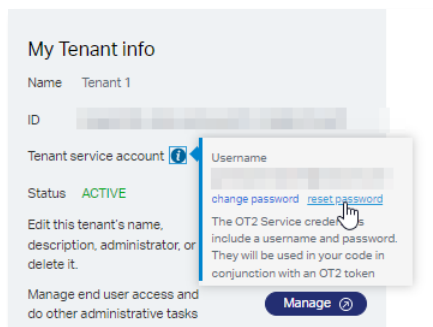 My Tenant info
Name Tenant 1
ID
Tenant service account i
Username
change password reset password
Status ACTIVE
The OT2 Service
include a username and password.
They will be used in your code in
conjunction with an OT2 token
Edit this tenant's name,
description, administrator, or
delete it.
Manage end user access and
do other administrative tasks
Manage